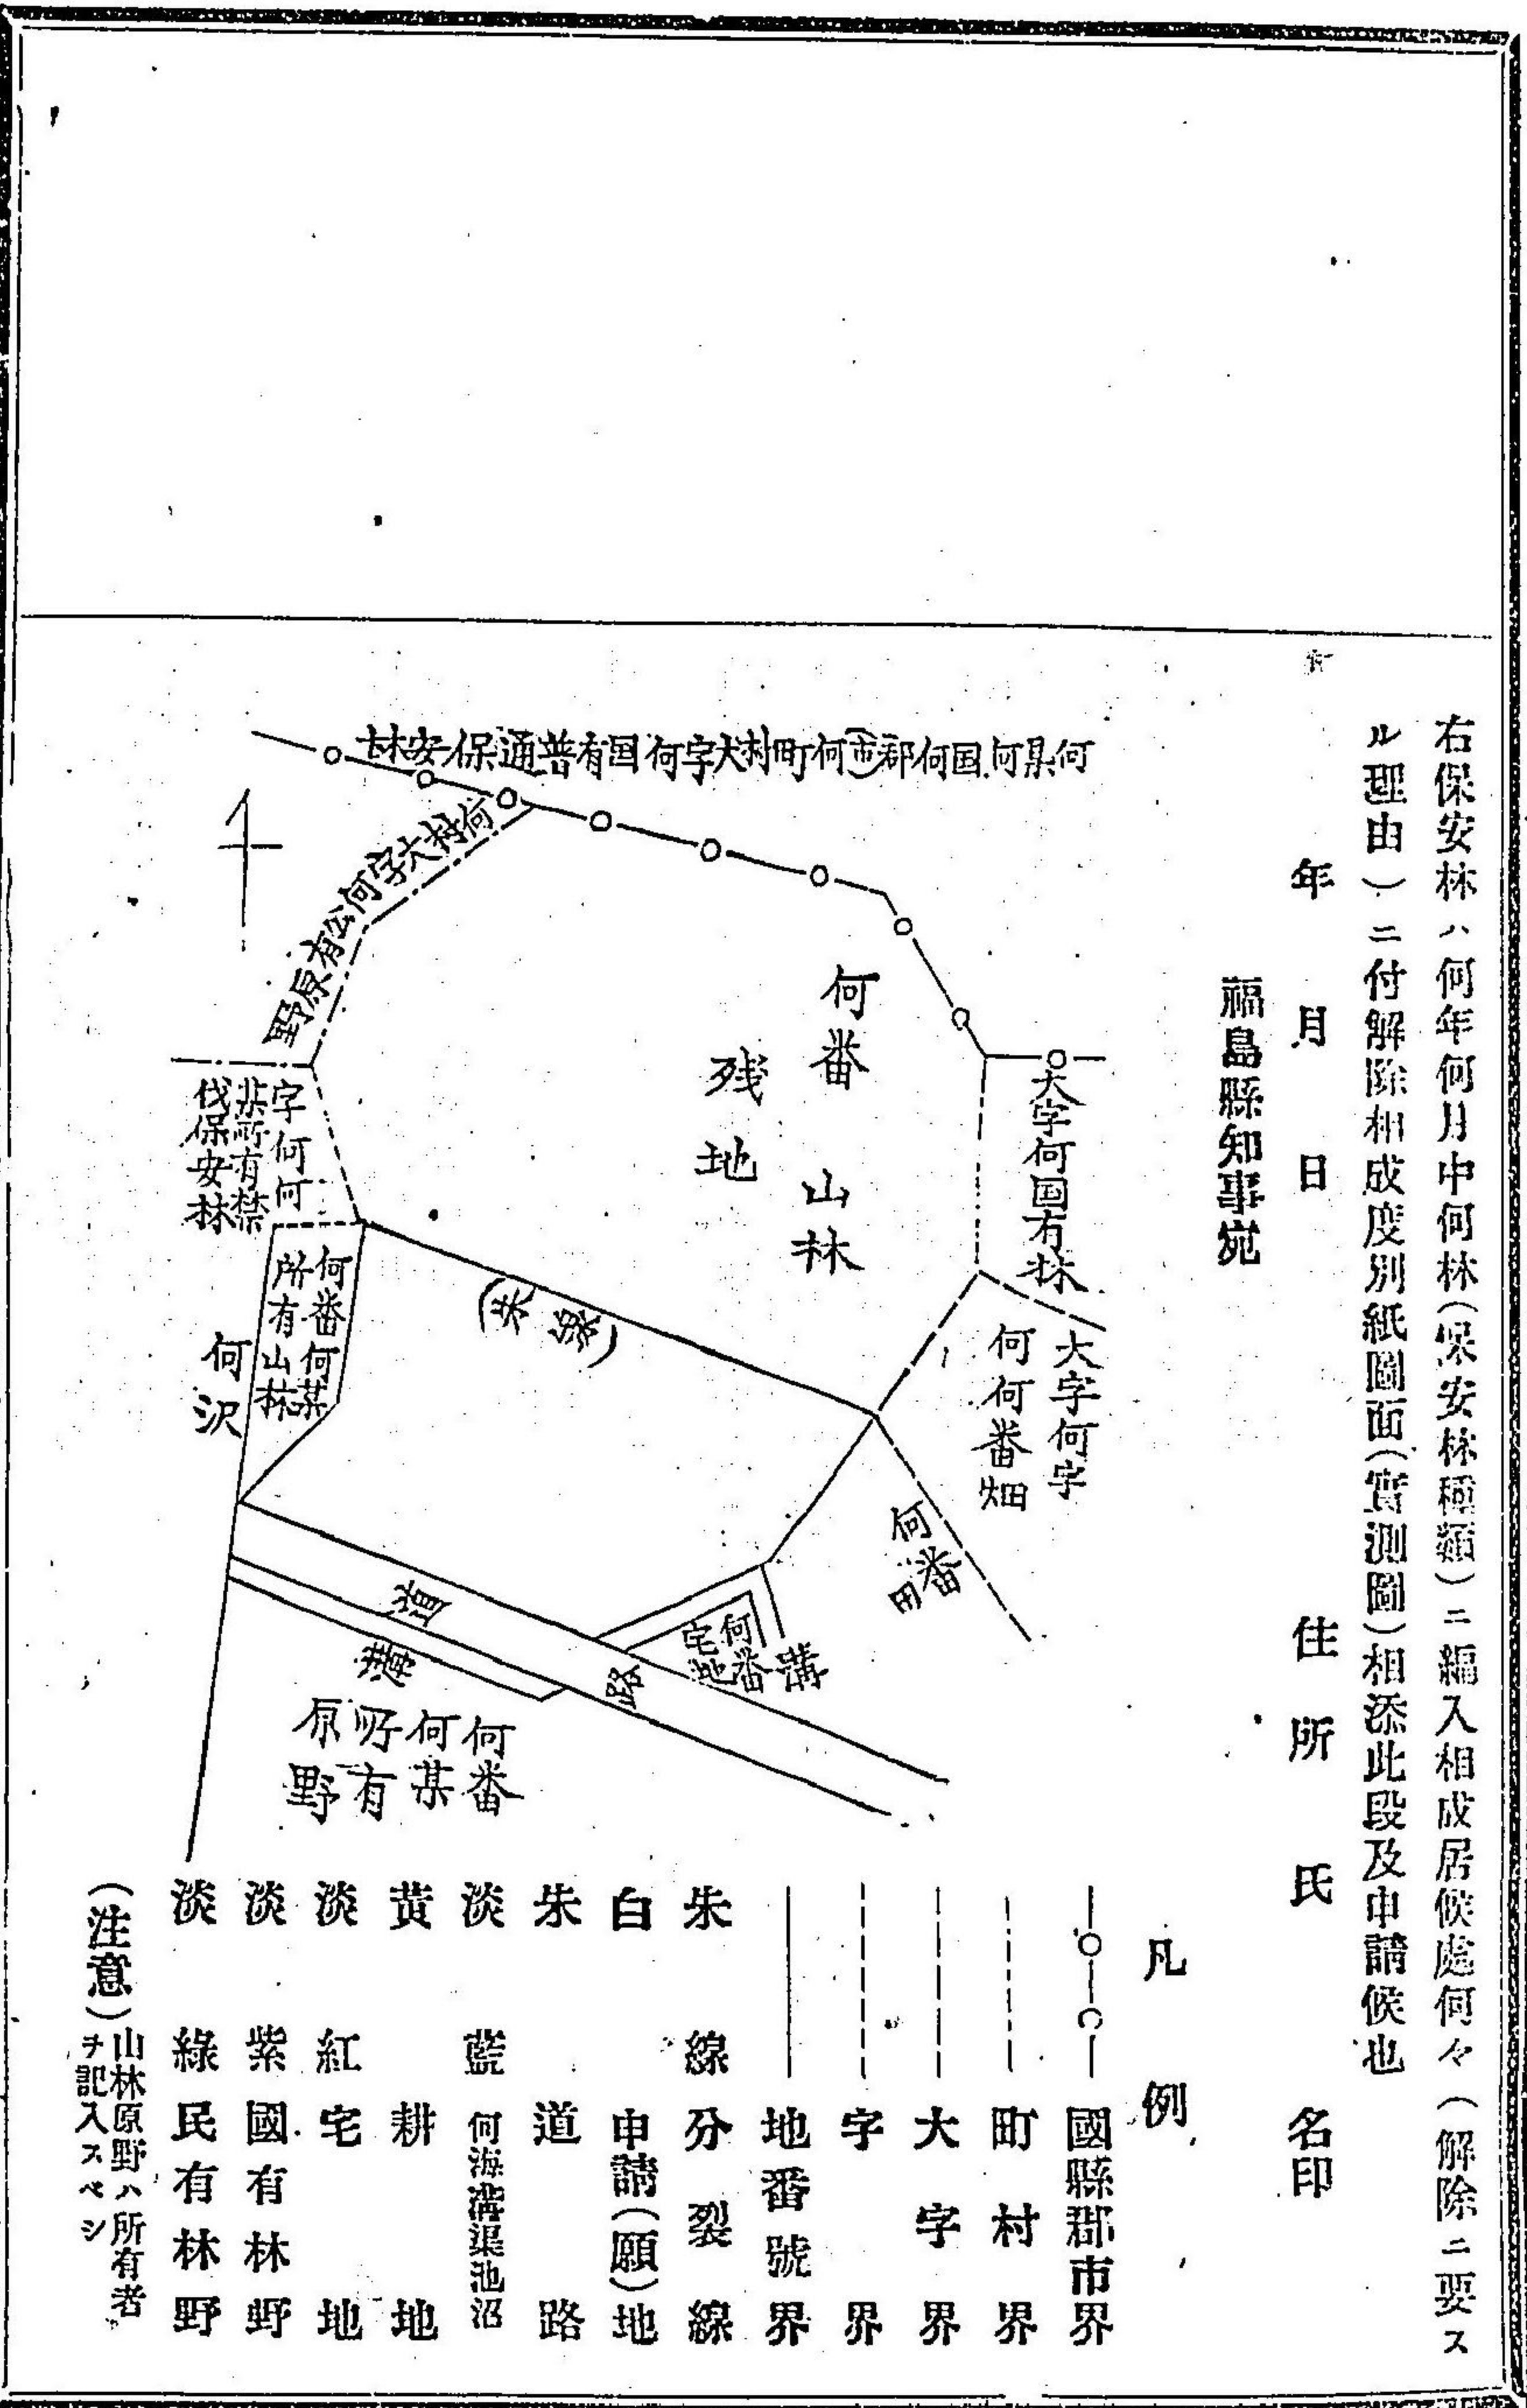 右保安林ハ何年何月中何林(保安林種類)ニ編入相成居候處何々(解除ニ要ス
ル理由)ニ付解除相成度別紙圖面(實測圖)相添此段及申請候也
年月日
住所氏名印
福島縣知事宛
凡例
國縣郡市界
町村界
大字界
字界
地番號界
朱線分裂線
白申請(願)地
朱道路
淡藍何海溝渠池沼
黃耕地
淡紅宅地
淡紫國有林野
淡綠民有林野
(注意)山林原野ハ所有者
ヲ記入スベシ
何県何国何郡(市)何町村大字何国有普通保安林
何村大字何公有原野
字何何
某所有禁
伐保安林
何番何某
所有山林
何沢
何番山林
残地
(朱線)
大字何国有林
大字何字
何何番畑
何番田
溝
何番
宅地
道路
溝
何番
何某
所有
原野